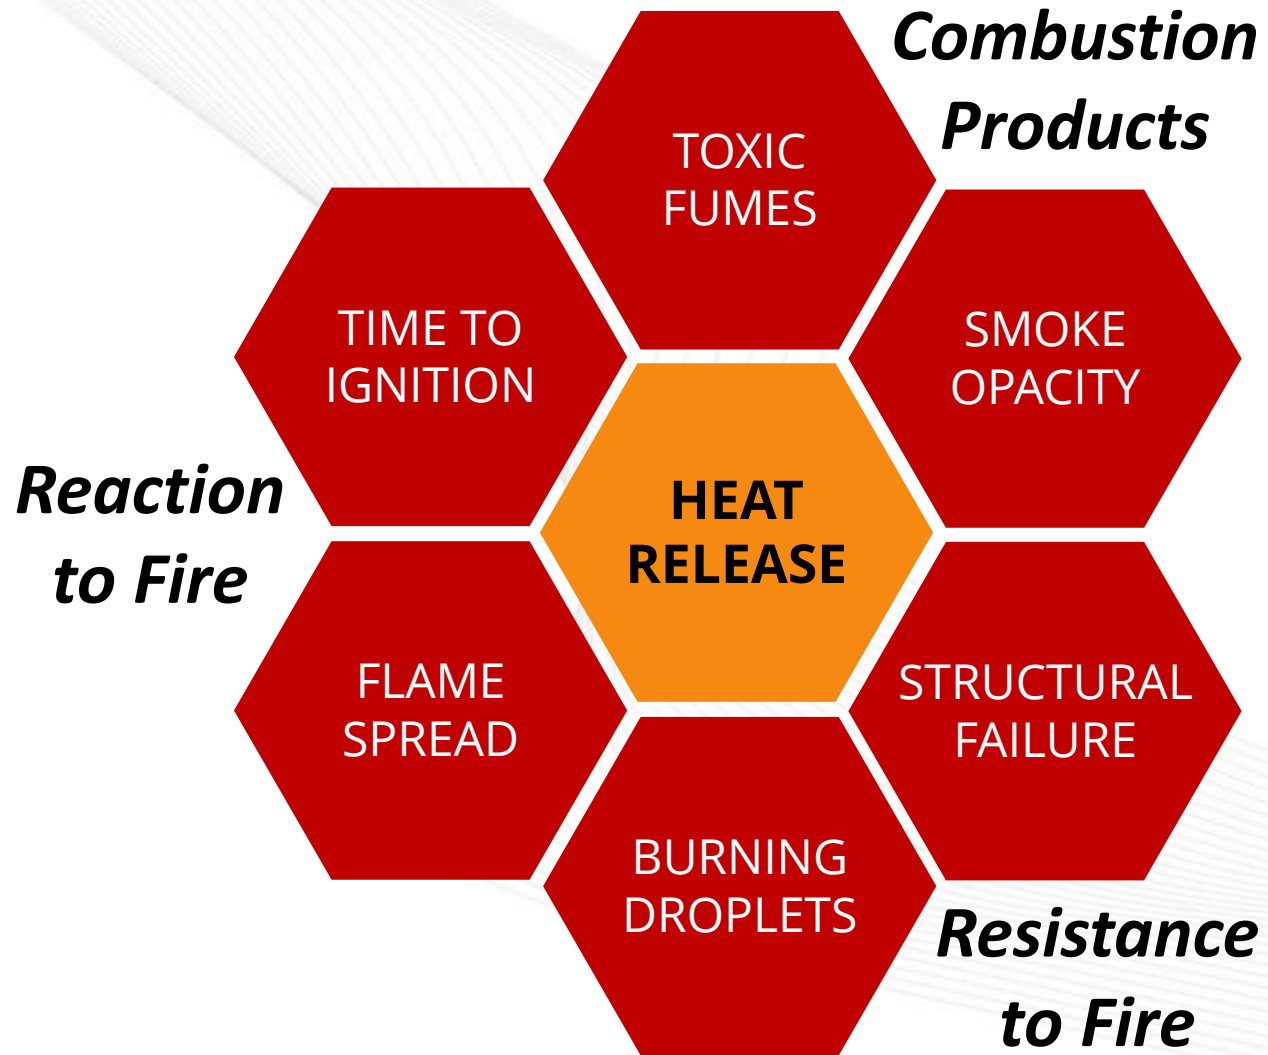 Combustion
Products
TOXIC
FUMES
TIME TO
IGNITION
SMOKE
OPACITY
Reaction
to Fire
HEAT
RELEASE
FLAME
SPREAD
STRUCTURAL
FAILURE
BURNING
DROPLETS
Resistance
to Fire